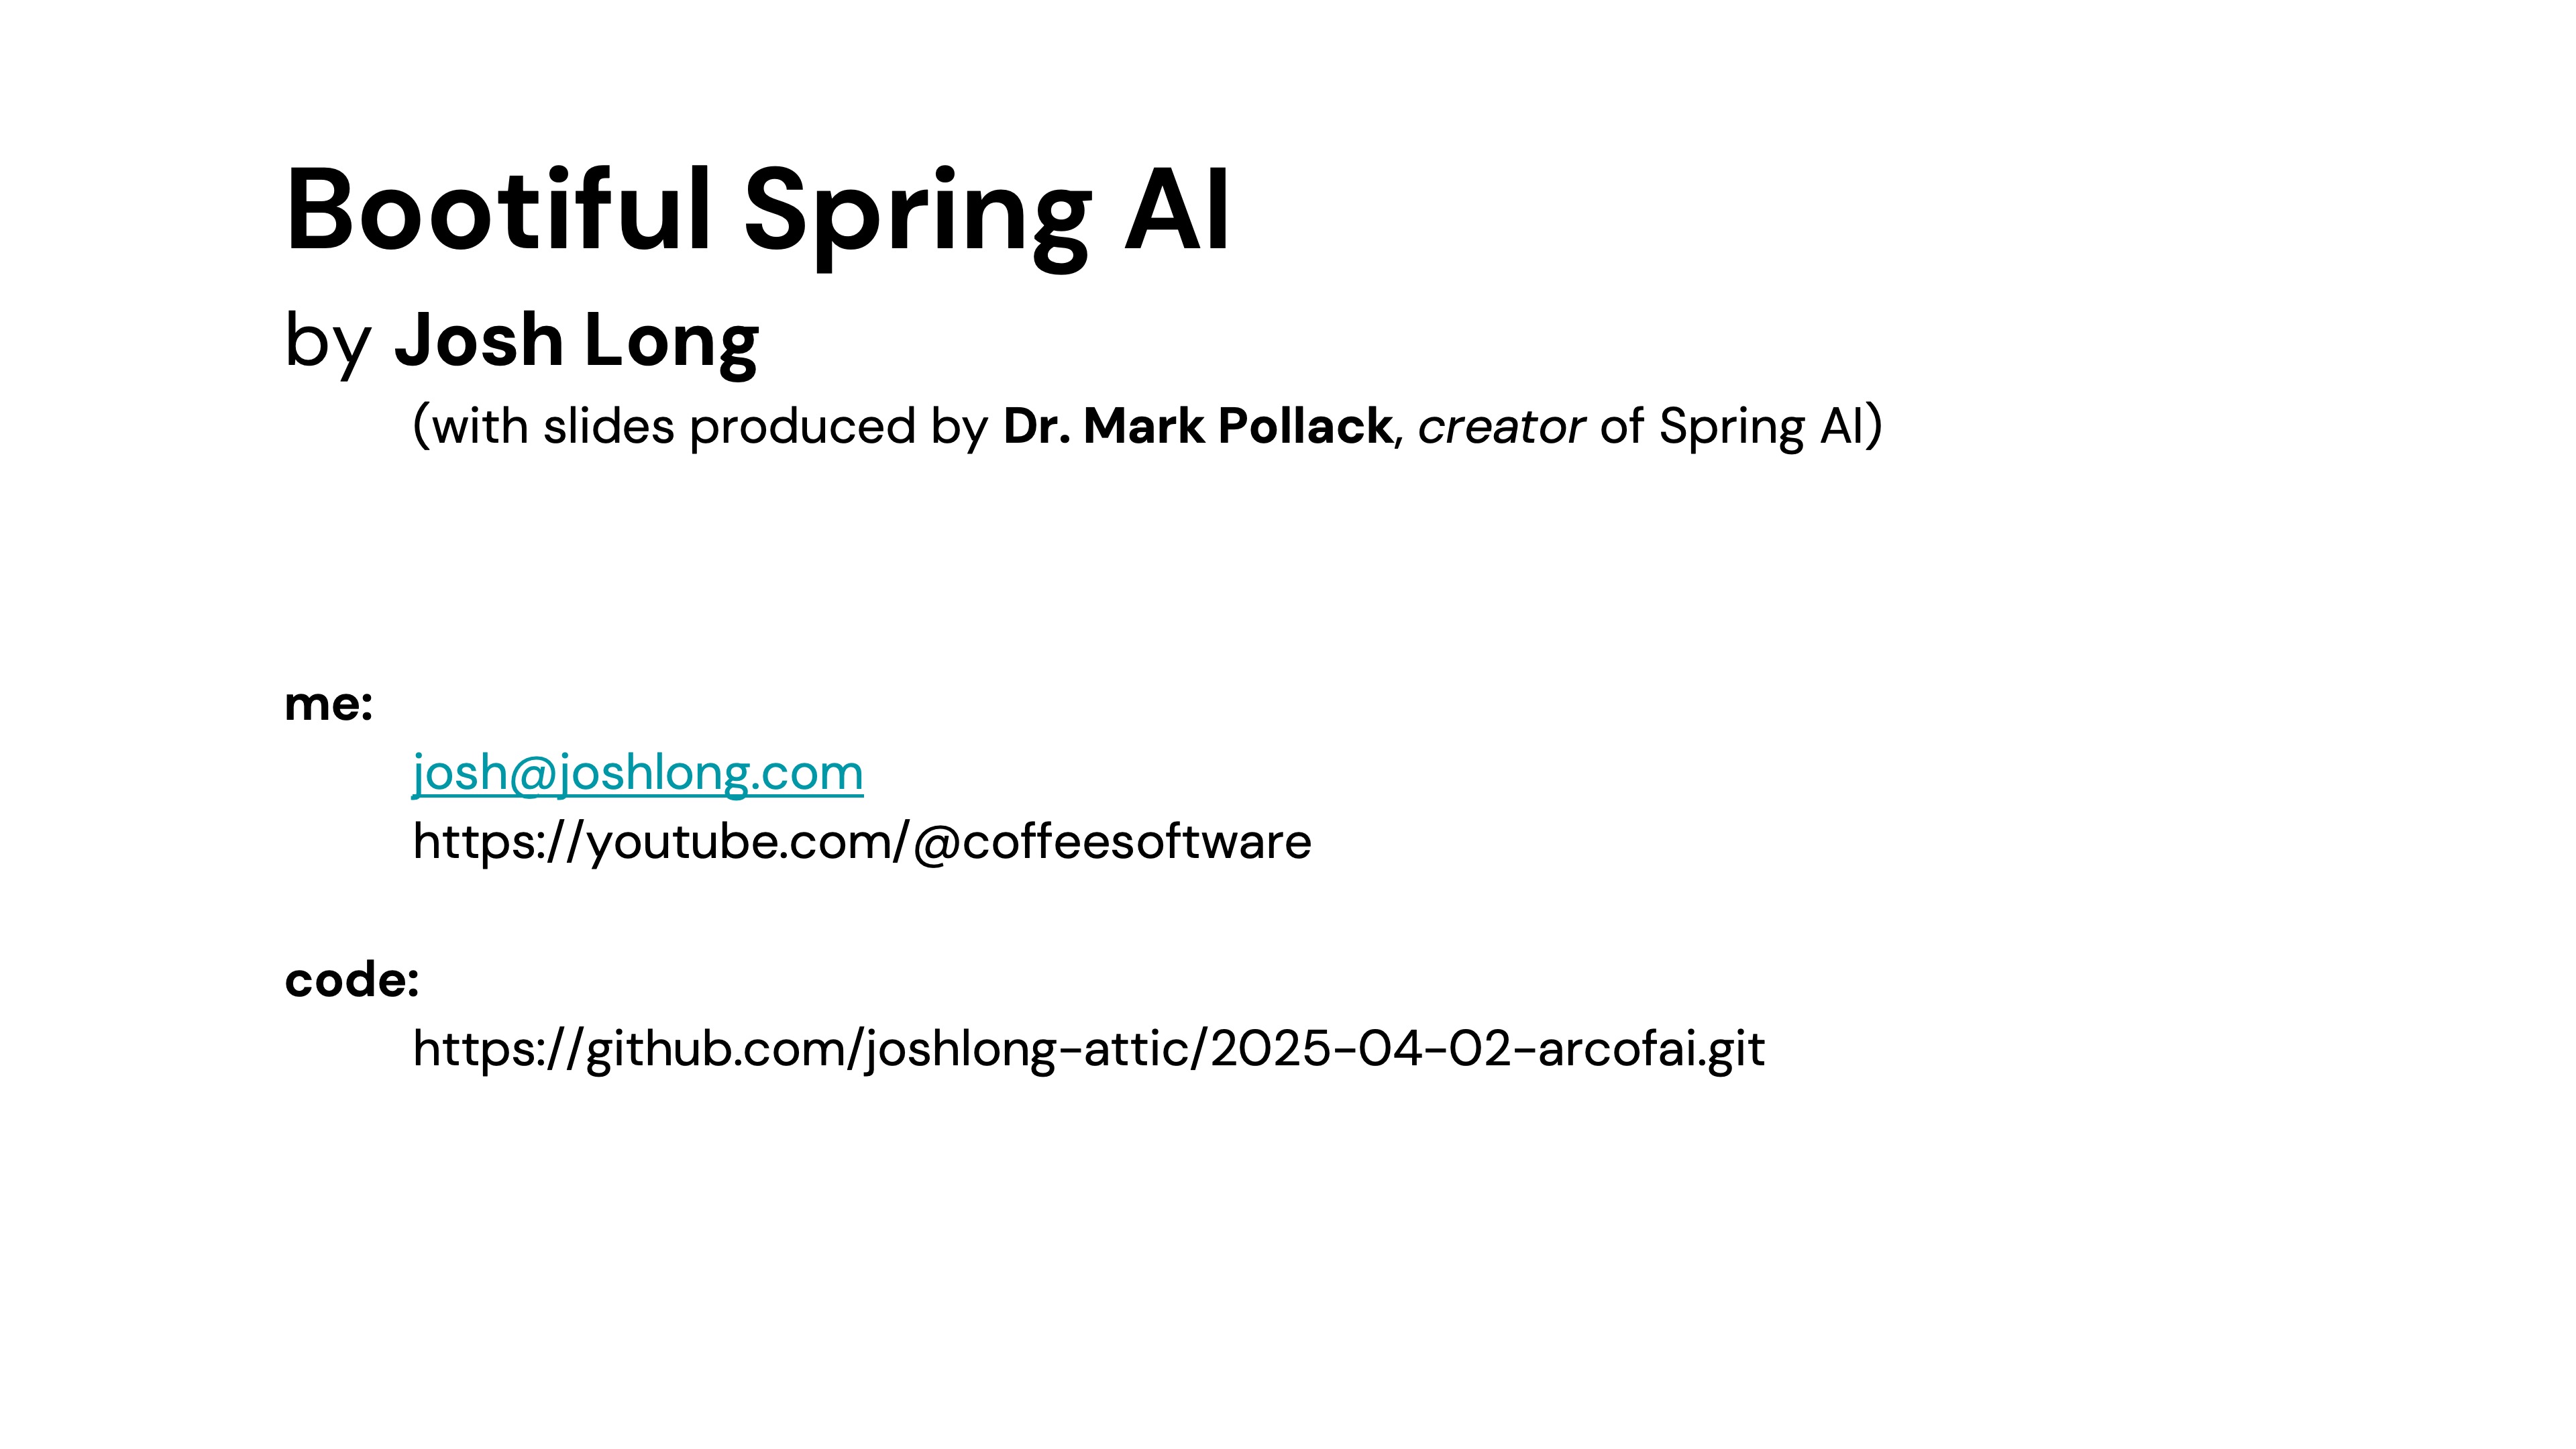 Bootiful Spring AI
by Josh Long
(with slides produced by Dr. Mark Pollack, creator of Spring AI)
me:
josh@joshlong.com
https://youtube.com/@coffeesoftware
code:
https://github.com/joshlong-attic/2025-04-02-arcofai.git